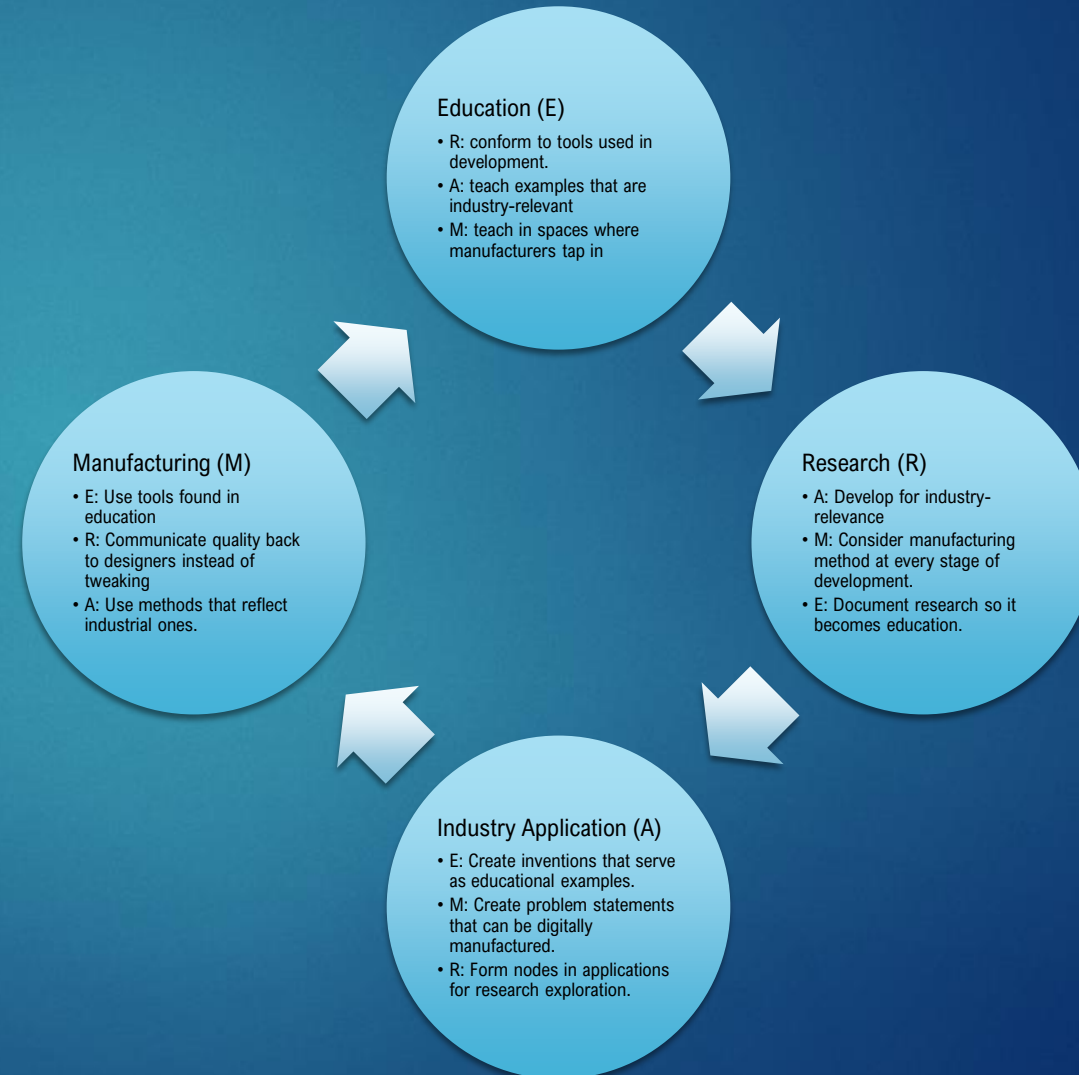 Education (E)
• R: conform to tools used in
development.
• A: teach examples that are
industry-relevant
• M: teach in spaces where
manufacturers tap in
Manufacturing (M)
• E: Use tools found in
education
• R: Communicate quality back
to designers instead of
tweaking
• A: Use methods that reflect
industrial ones.
Research (R)
• A: Develop for industry-
relevance
• M: Consider manufacturing
method at every stage of
development.
• E: Document research so it
becomes education.
Industry Application (A)
• E: Create inventions that serve
as educational examples.
• M: Create problem statements
that can be digitally
manufactured.
• R: Form nodes in applications
for research exploration.